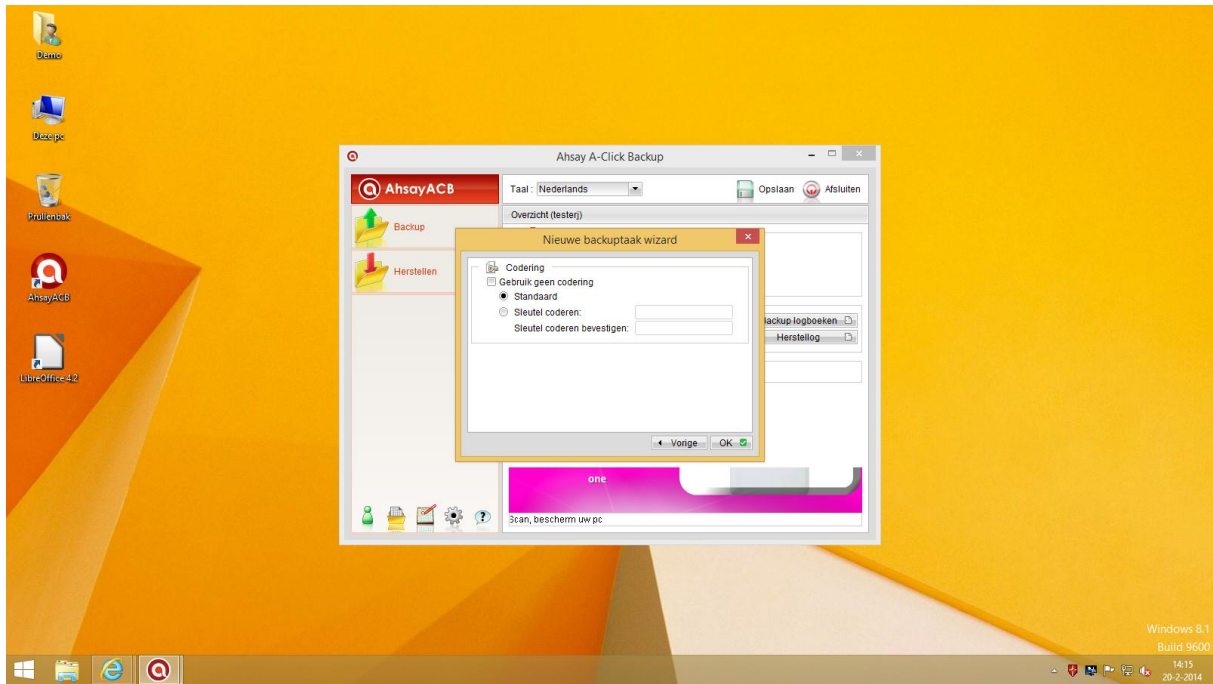 Demo
Deze pc
Prullenbak
AhsayACB
LibreOffice 4.2
Ahsay A-Click Backup
AhsayACB
Taal : Nederlands
Opslaan
Afsluiten
Backup
Herstellen
Overzicht (testerj)
Nieuwe backuptaak wizard
Codering
Gebruik geen codering
Standaard
Sleutel coderen:
Sleutel coderen bevestigen:
Vorige
OK
ackup logboeken
Herstellog
one
Scan, bescherm uw pc
Windows 8.1
Build 9600
14:15
20-2-2014